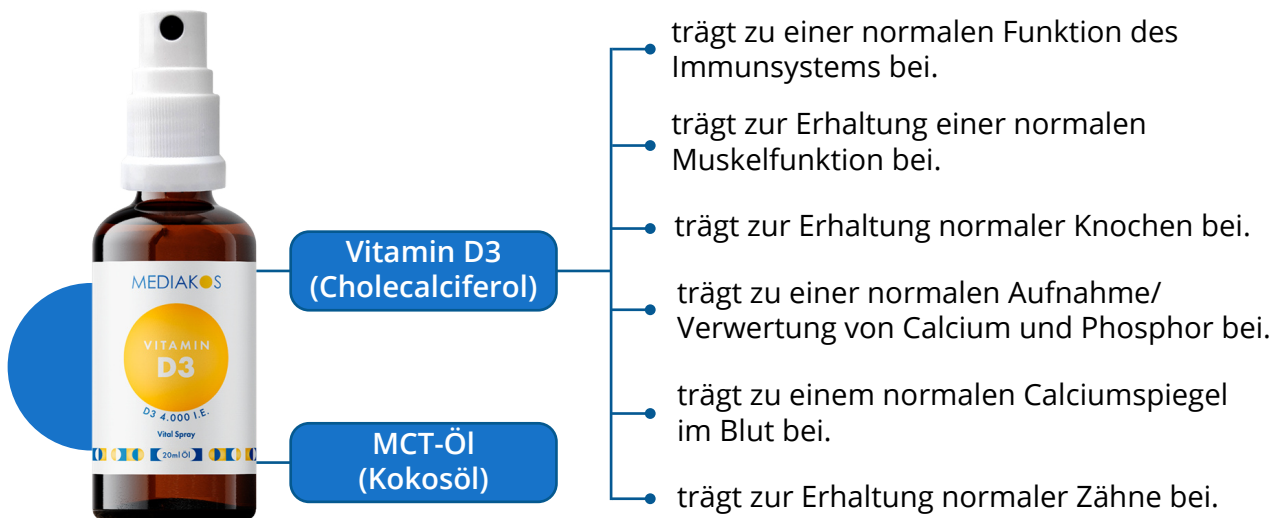 MEDIAKOS
VITAMIN
D3
D3 4.000 I.E.
Vital Spray
20ml Öl
Vitamin D3
(Cholecalciferol)
MCT-Öl
(Kokosöl)
trägt zu einer normalen Funktion des
Immunsystems bei.
trägt zur Erhaltung einer normalen
Muskelfunktion bei.
trägt zur Erhaltung normaler Knochen bei.
trägt zu einer normalen Aufnahme/
Verwertung von Calcium und Phosphor bei.
trägt zu einem normalen Calciumspiegel
im Blut bei.
trägt zur Erhaltung normaler Zähne bei.